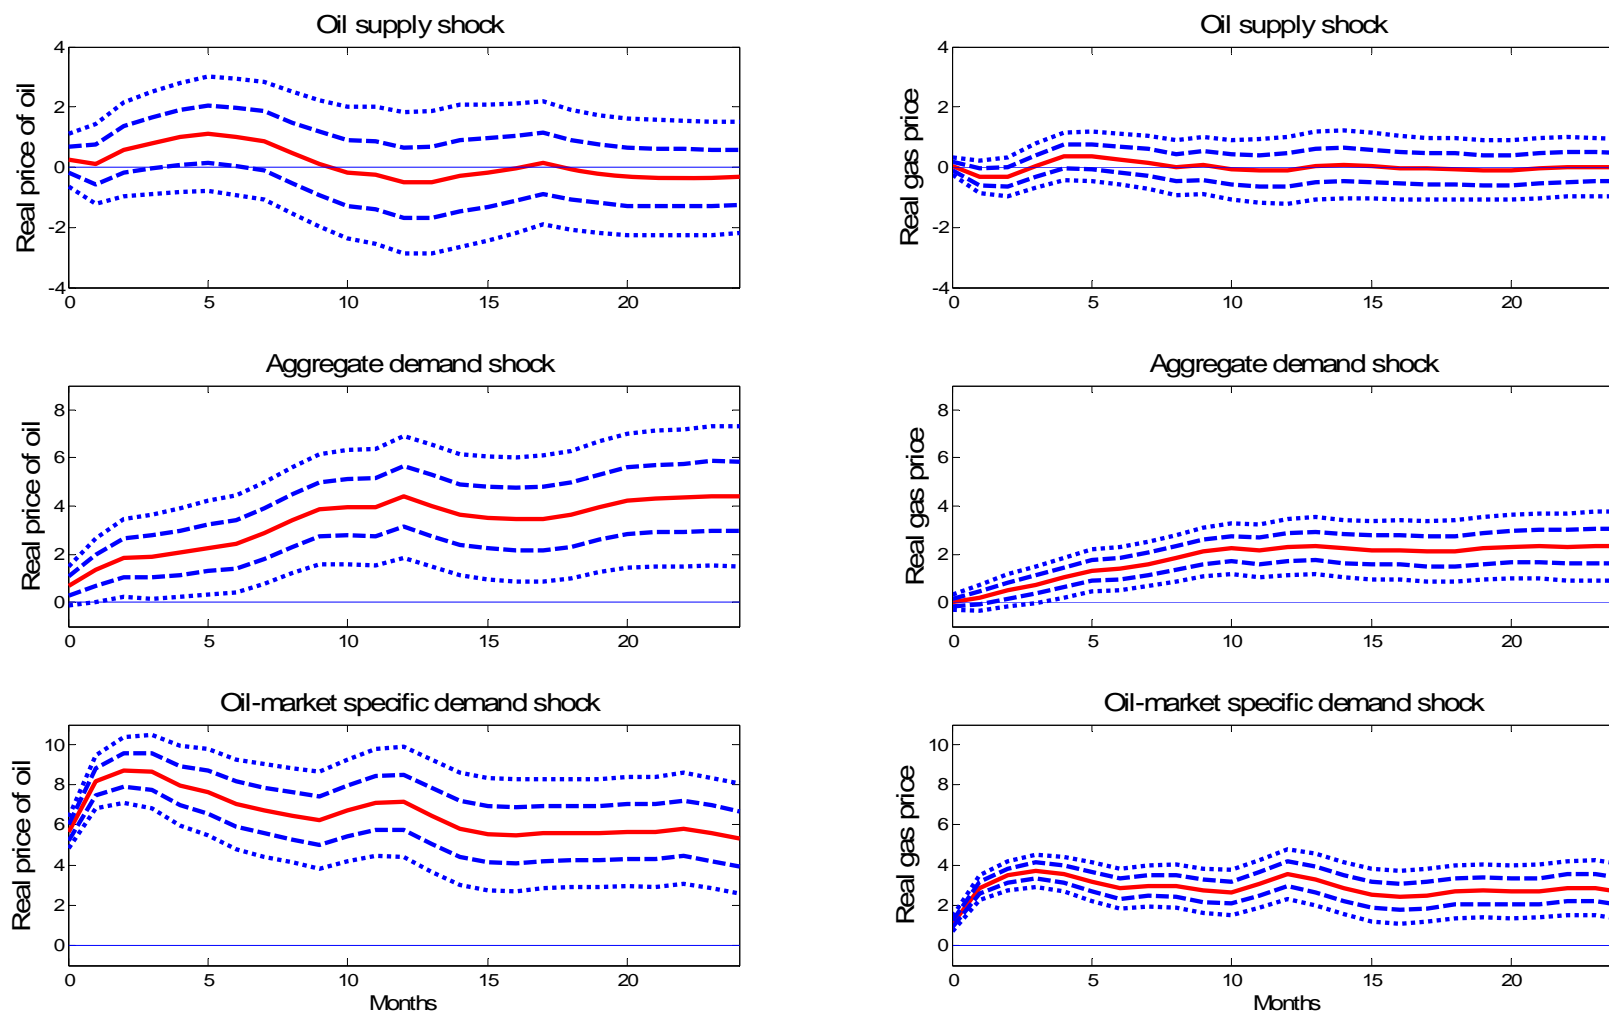 Oil supply shock
Real price of oil
4
2
0
-2
-4
0 5 10 15 20
Oil supply shock
Real gas price
4
2
0
-2
-4
0 5 10 15 20
Aggregate demand shock
Real price of oil
8
6
4
2
0
0 5 10 15 20
Aggregate demand shock
Real gas price
8
6
4
2
0
0 5 10 15 20
Oil-market specific demand shock
Real price of oil
10
8
6
4
2
0
0 5 10 15 20
Months
Oil-market specific demand shock
Real gas price
10
8
6
4
2
0
0 5 10 15 20
Months